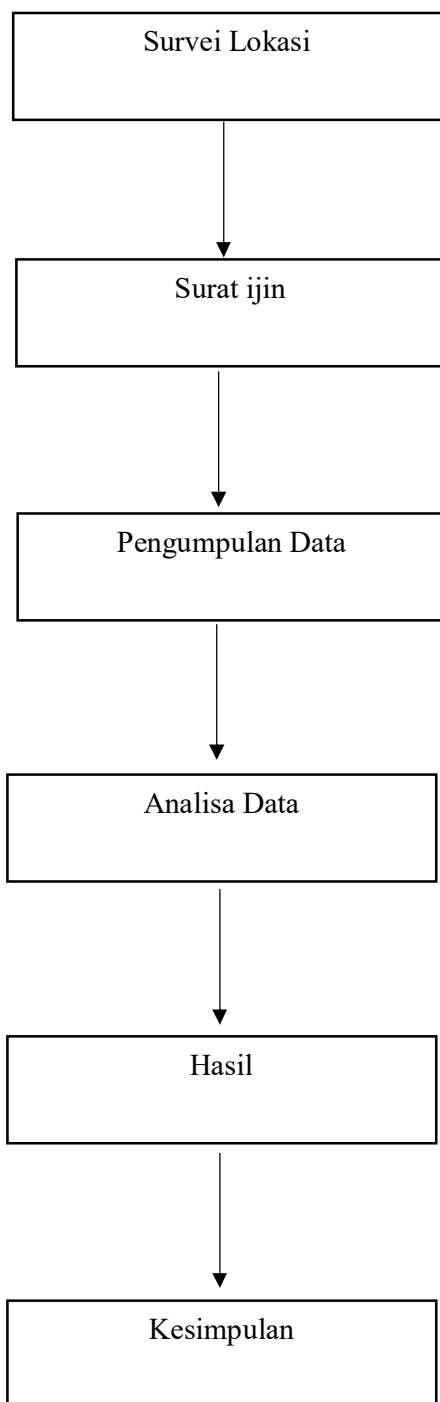 Survei Lokasi
Surat ijin
Pengumpulan Data
Analisa Data
Hasil
Kesimpulan